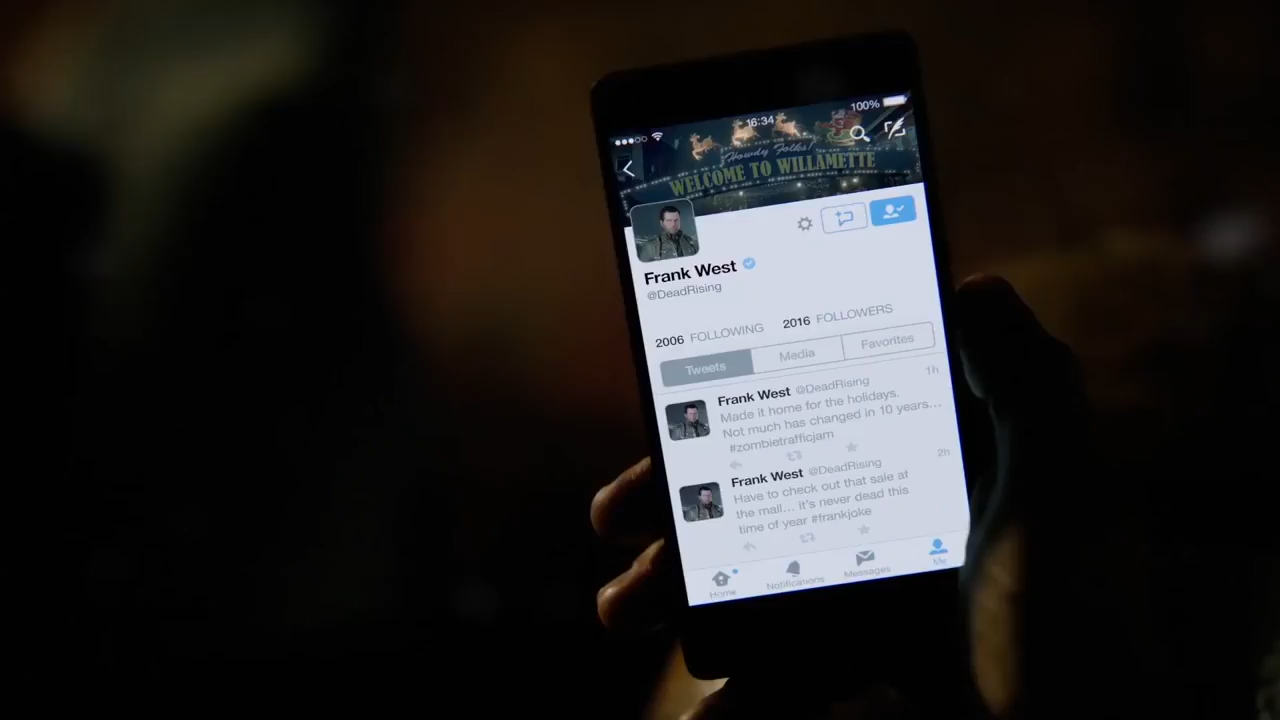 100%
16:34
Howdy Folks!
WELCOME TO WILLAMETTE
Frank West
@DeadRising
2006 FOLLOWING 2016 FOLLOWERS
Tweets Media Favorites
Frank West @DeadRising 1h
Made it home for the holidays.
Not much has changed in 10 years...
#zombietrafficjam
Frank West @DeadRising 2h
Have to check out that sale at
the mall... it's never dead this
time of year #frankjoke
Home Notifications Messages Me